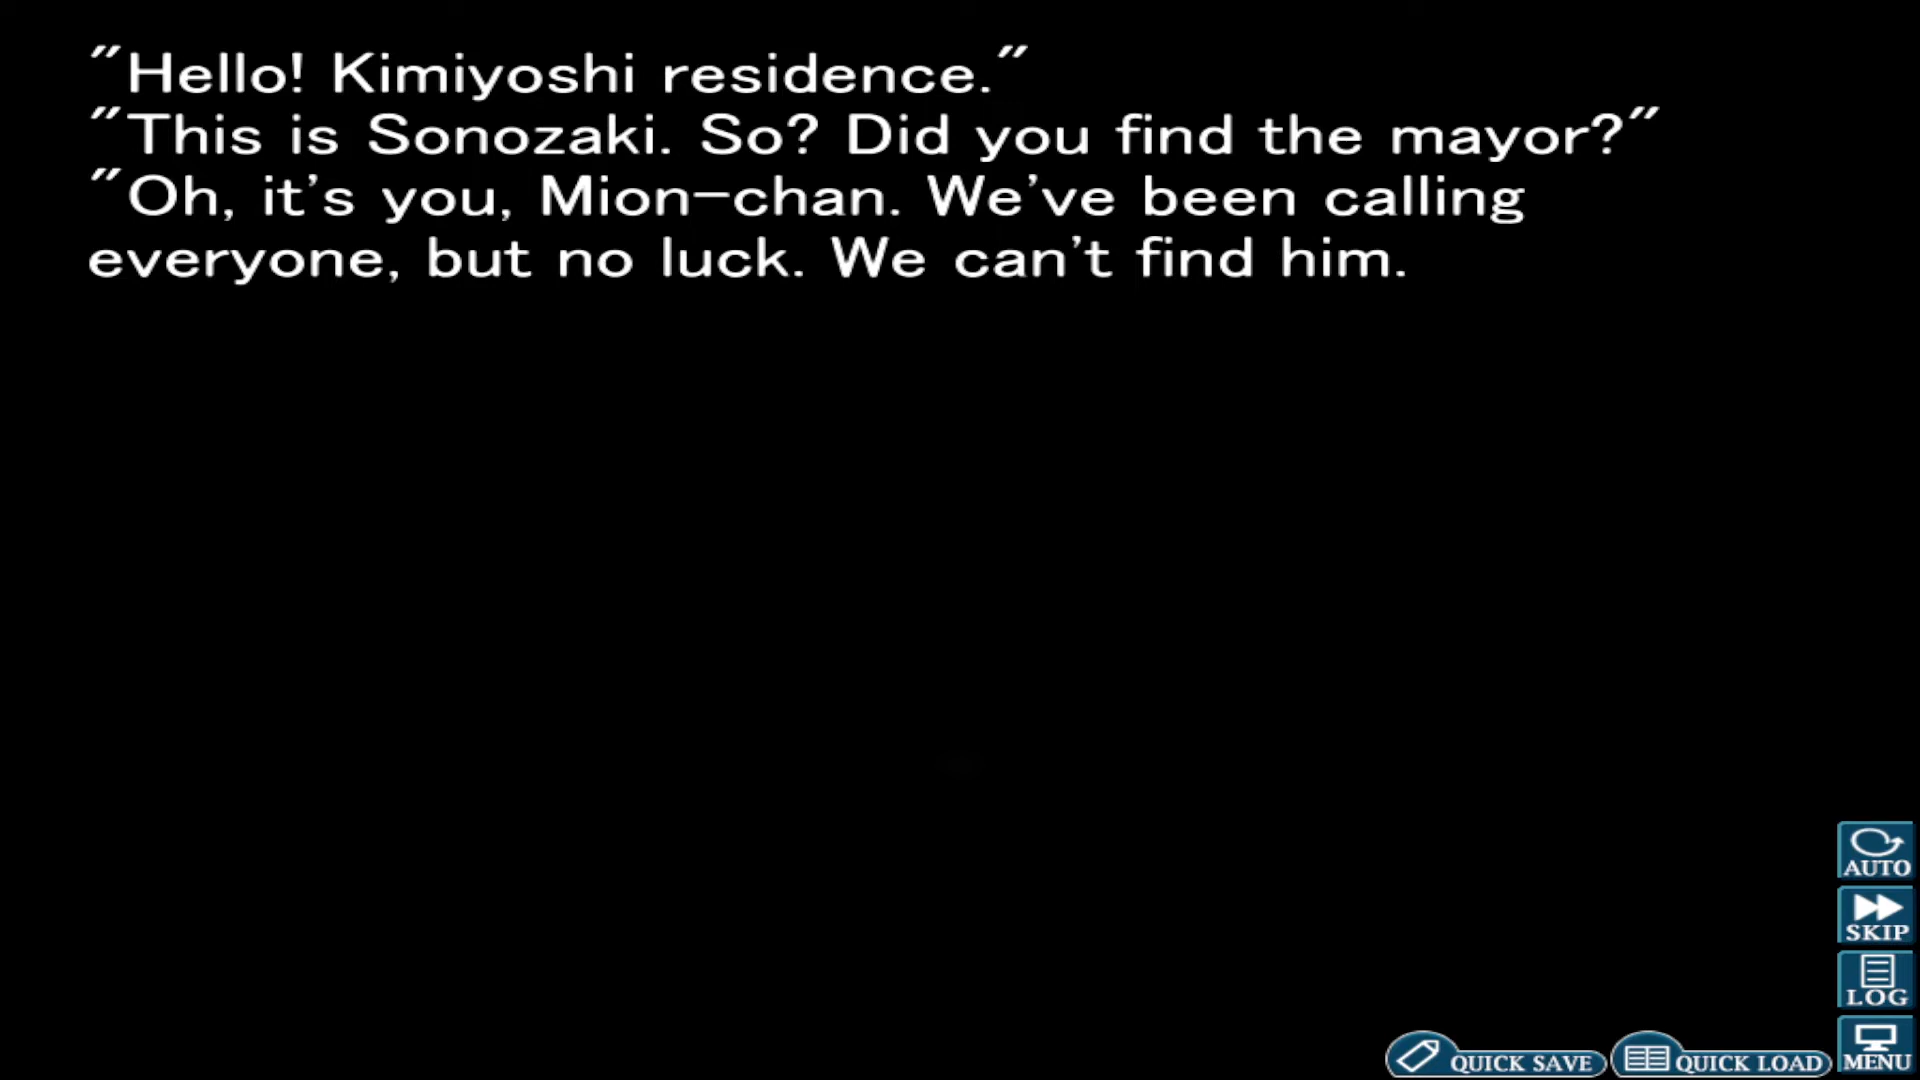 "Hello! Kimiyoshi residence."
"This is Sonozaki. So? Did you find the mayor?"
"Oh, it's you, Mion-chan. We've been calling
everyone, but no luck. We can't find him.
AUTO
SKIP
LOG
QUICK SAVE
QUICK LOAD
MENU